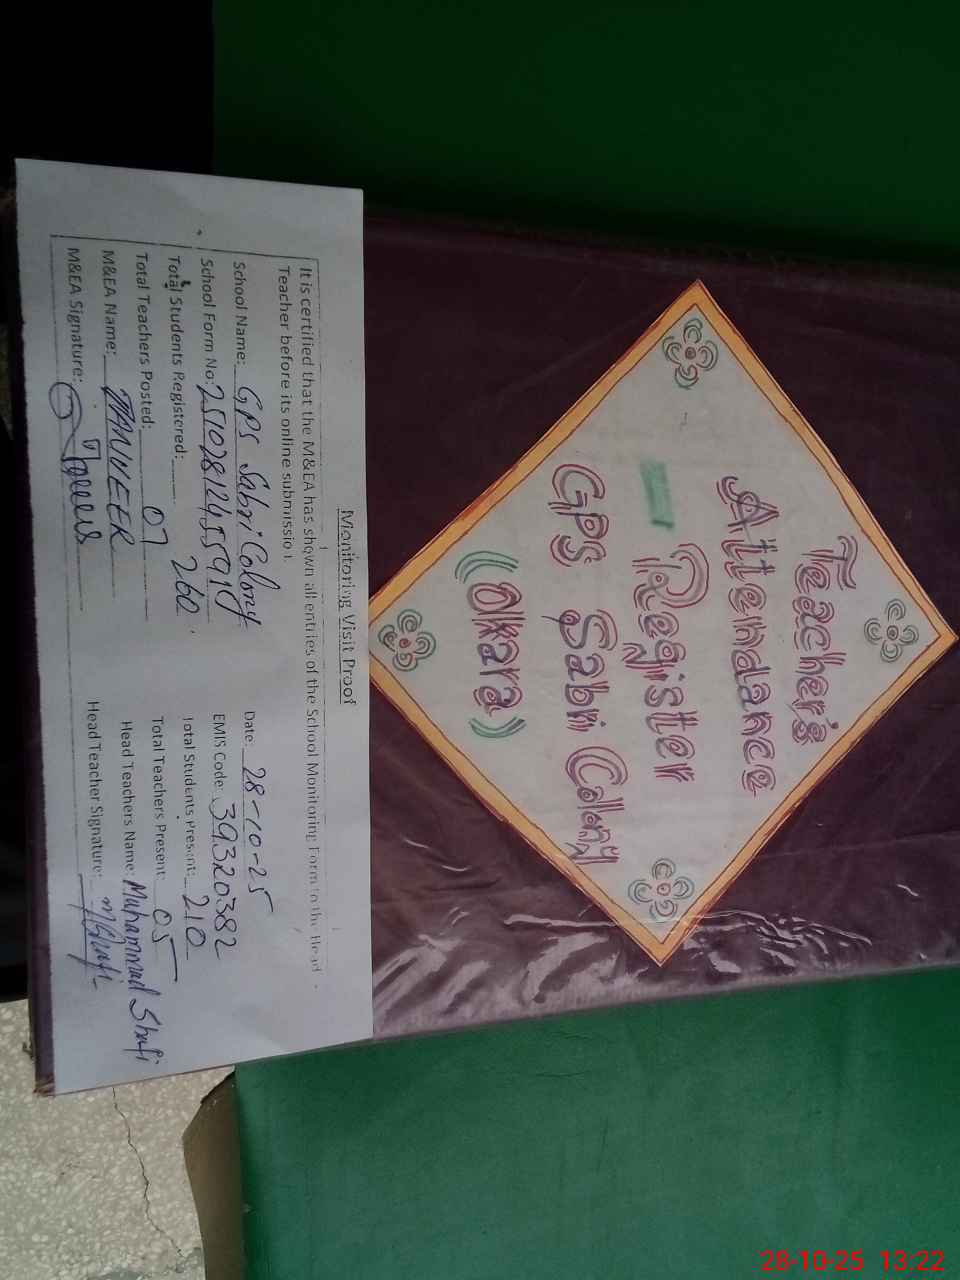 Teacher's
Attendance
Register
GPS Sabri Colony
(Okara)
Monitoring Visit Proof
It is certified that the M&EA has shown all entries of the School Monitoring Form to the Head
Teacher before its online submission.
School Name: GPS Sabri Colony Date: 28-10-25
School Form No: EMIS Code: 39320382
Total Students Registered: 260 Total Students Present: 210
Total Teachers Posted: 07 Total Teachers Present: 05
M&EA Name: Head Teachers Name: Muhammad Shafi
M&EA Signature: Head Teacher Signature: M Shafi
28-10-25 13:22